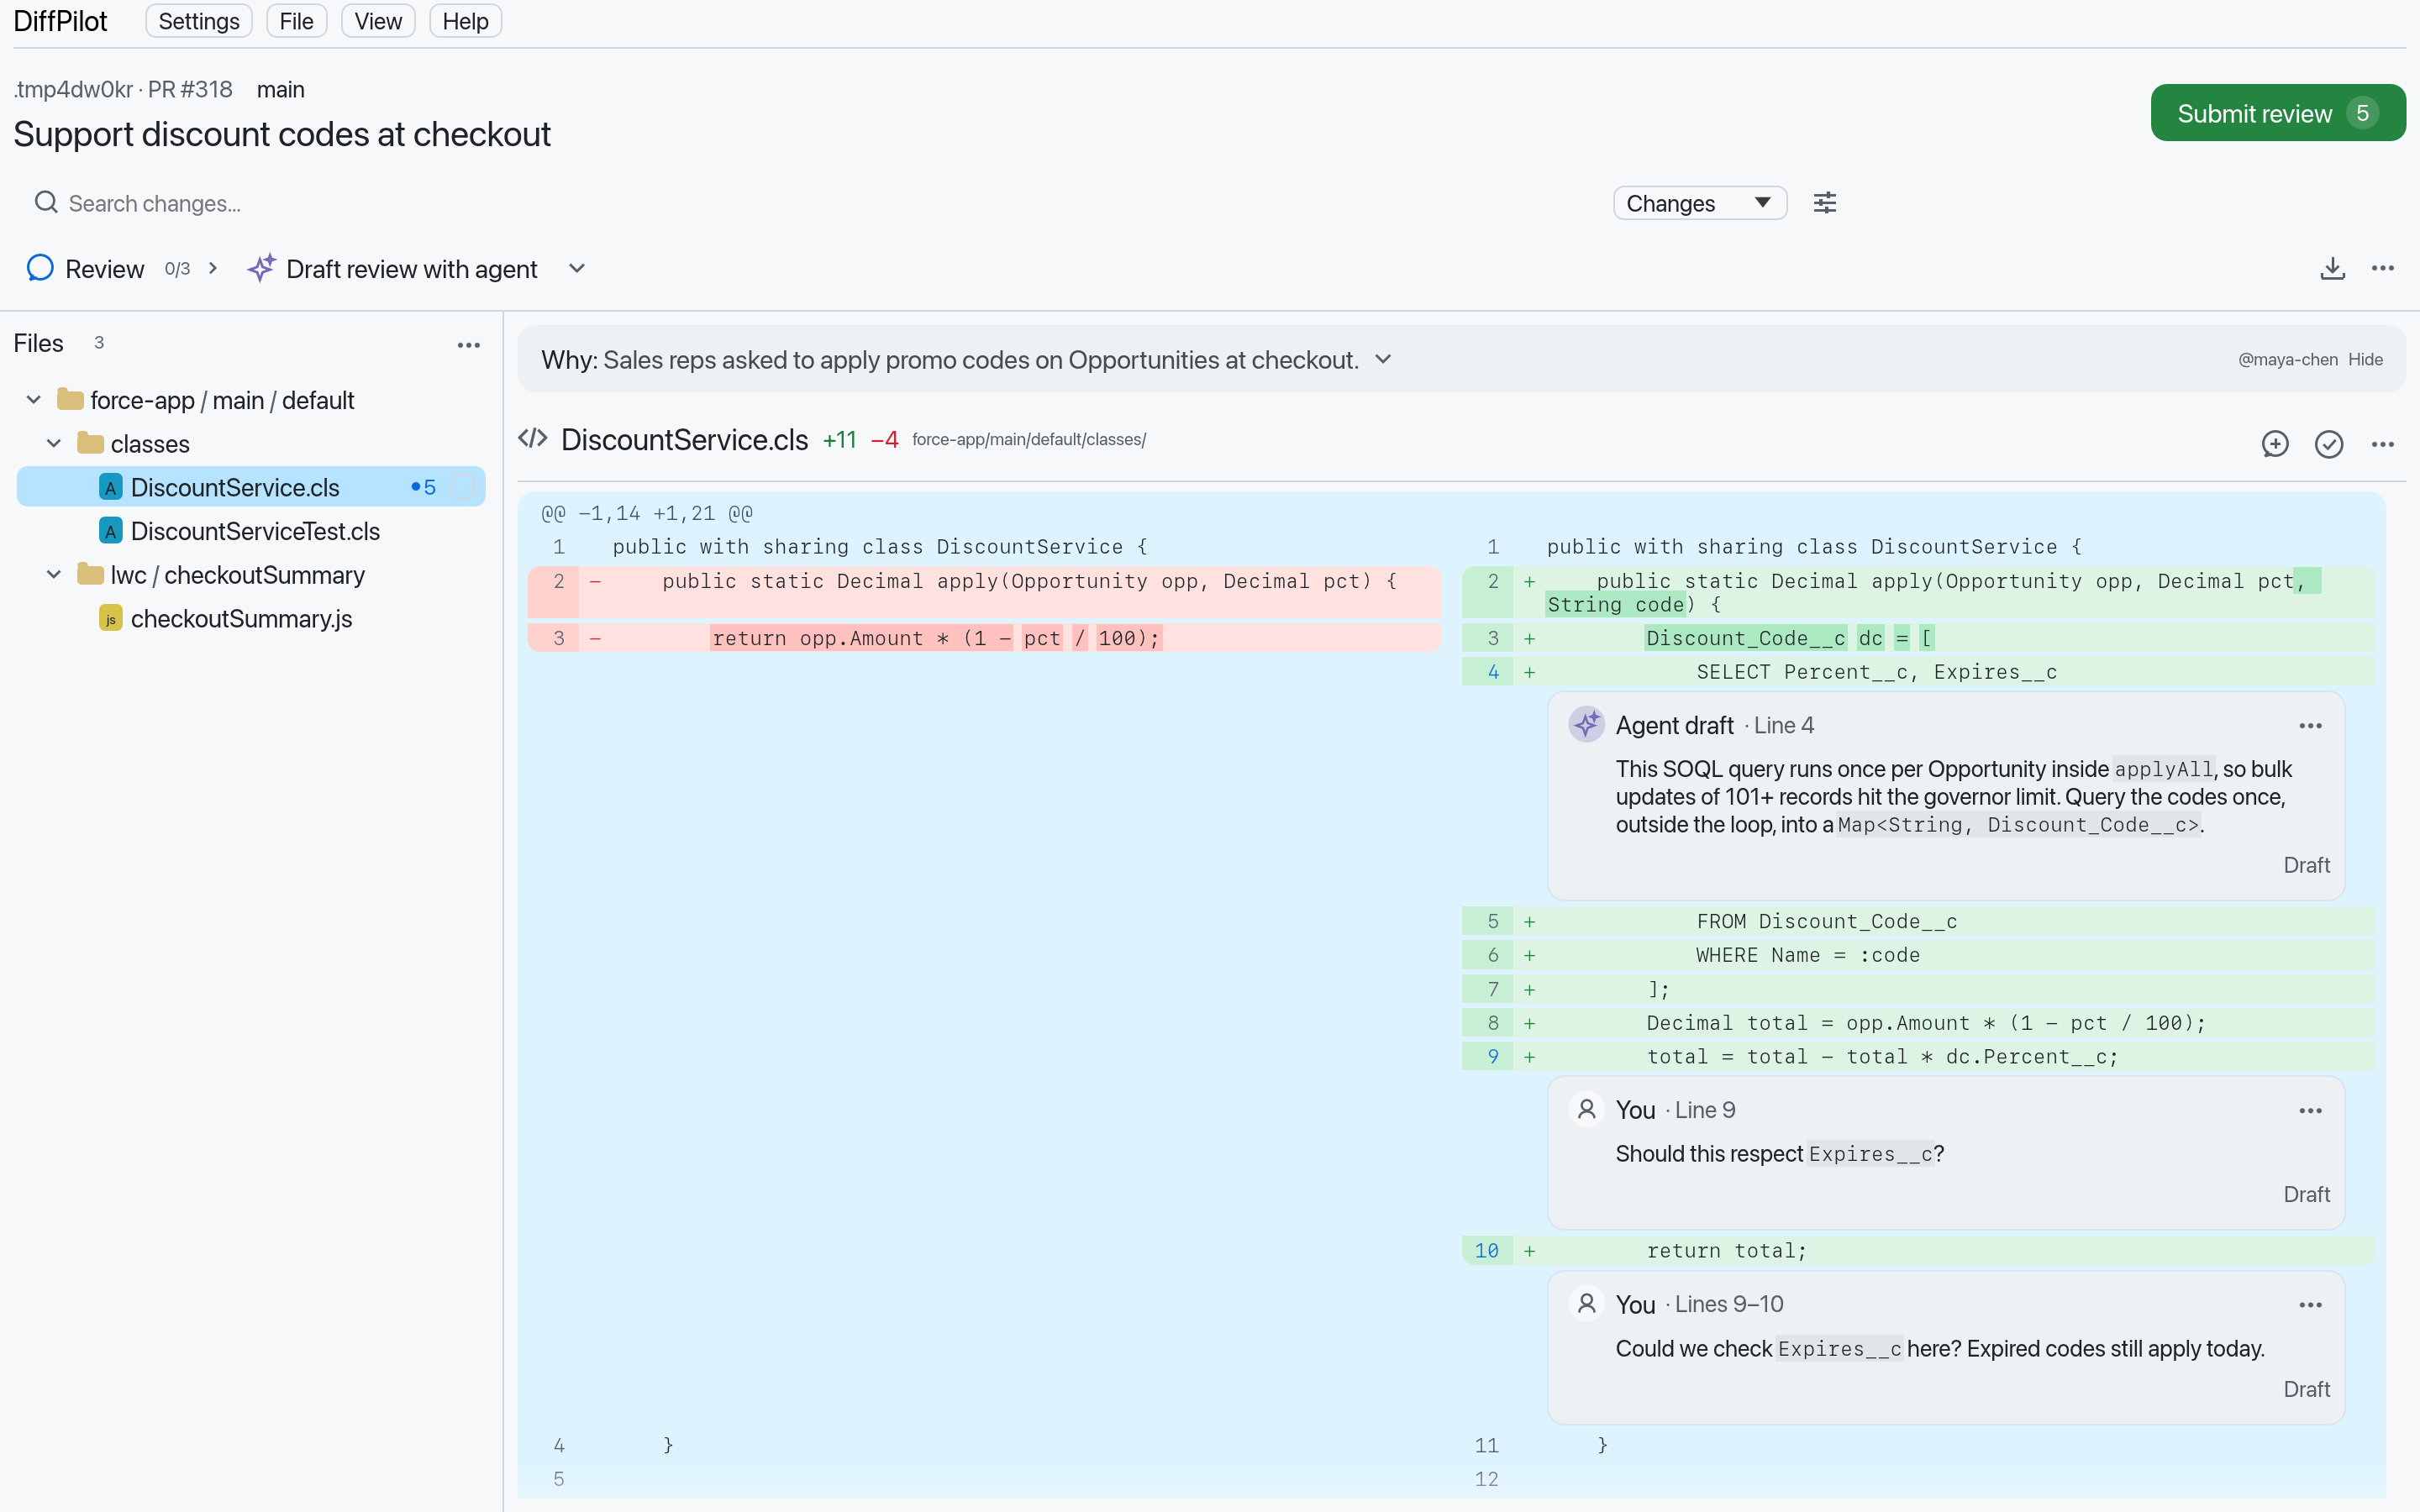 DiffPilot Settings File View Help
.tmp4dw0kr · PR #318 main
Support discount codes at checkout
Submit review 5
Search changes...
Changes
Review 0/3 Draft review with agent
Files 3
force-app / main / default
classes
A DiscountService.cls 5
A DiscountServiceTest.cls
lwc / checkoutSummary
js checkoutSummary.js
Why: Sales reps asked to apply promo codes on Opportunities at checkout. @maya-chen Hide
DiscountService.cls +11 −4 force-app/main/default/classes/
@@ −1,14 +1,21 @@
1 public with sharing class DiscountService {
2 − public static Decimal apply(Opportunity opp, Decimal pct) {
3 − return opp.Amount * (1 − pct / 100);
4 }
5
1 public with sharing class DiscountService {
2 + public static Decimal apply(Opportunity opp, Decimal pct,
String code) {
3 + Discount_Code__c dc = [
4 + SELECT Percent__c, Expires__c
Agent draft · Line 4
This SOQL query runs once per Opportunity inside applyAll, so bulk
updates of 101+ records hit the governor limit. Query the codes once,
outside the loop, into a Map<String, Discount_Code__c>.
Draft
5 + FROM Discount_Code__c
6 + WHERE Name = :code
7 + ];
8 + Decimal total = opp.Amount * (1 − pct / 100);
9 + total = total − total * dc.Percent__c;
You · Line 9
Should this respect Expires__c?
Draft
10 + return total;
You · Lines 9–10
Could we check Expires__c here? Expired codes still apply today.
Draft
11 }
12